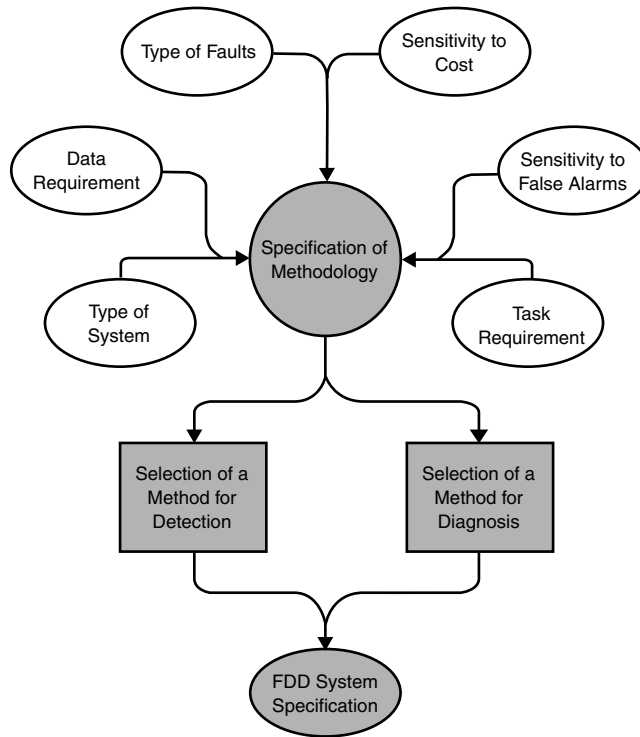 Type of Faults
Sensitivity to
Cost
Data
Requirement
Sensitivity to
False Alarms
Specification of
Methodology
Type of
System
Task
Requirement
Selection of a
Method for
Detection
Selection of a
Method for
Diagnosis
FDD System
Specification